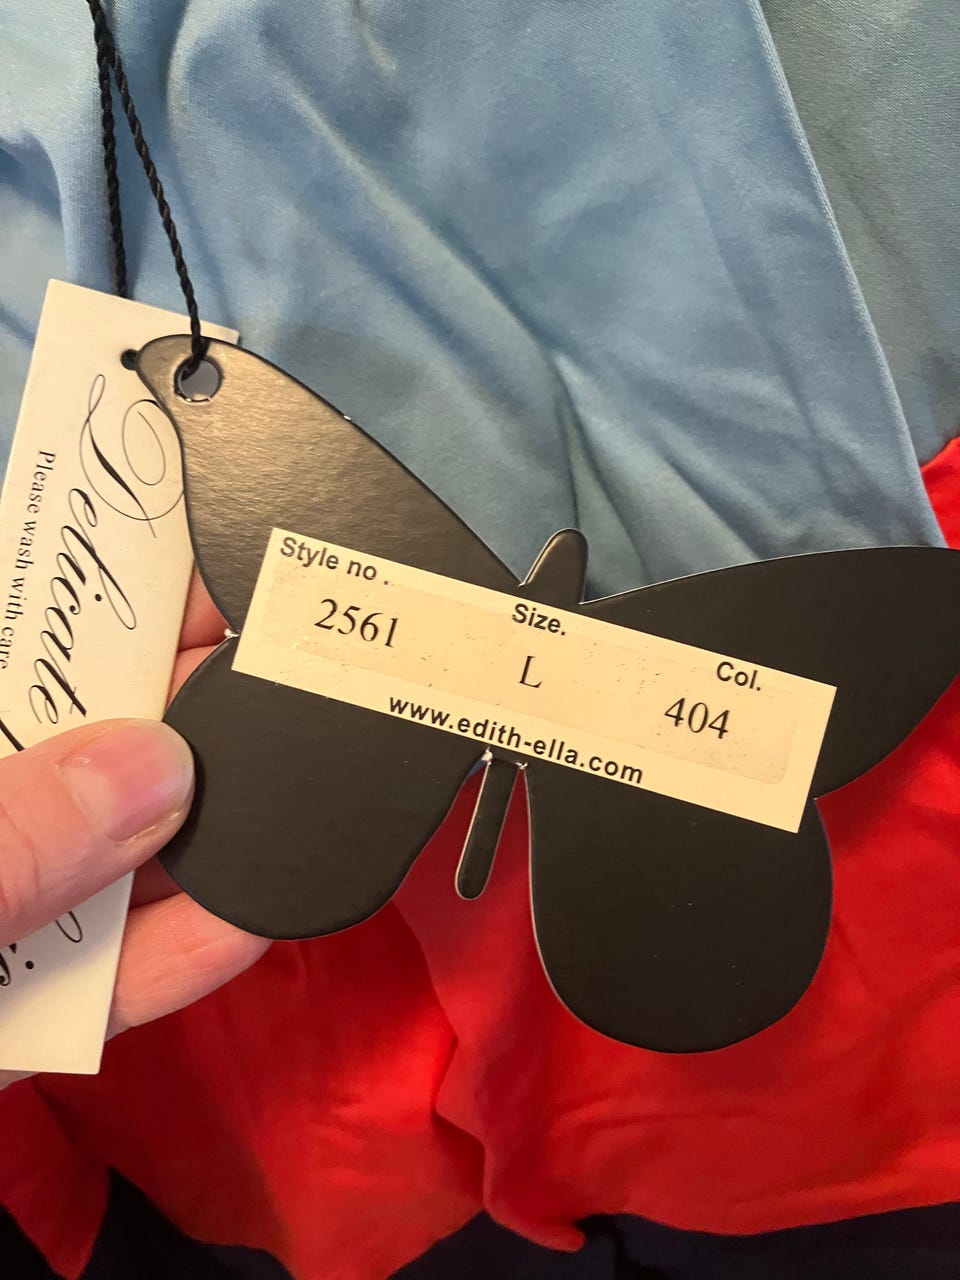 Delicate
Please wash with care
Style no.
Size.
Col.
2561
L
404
www.edith-ella.com